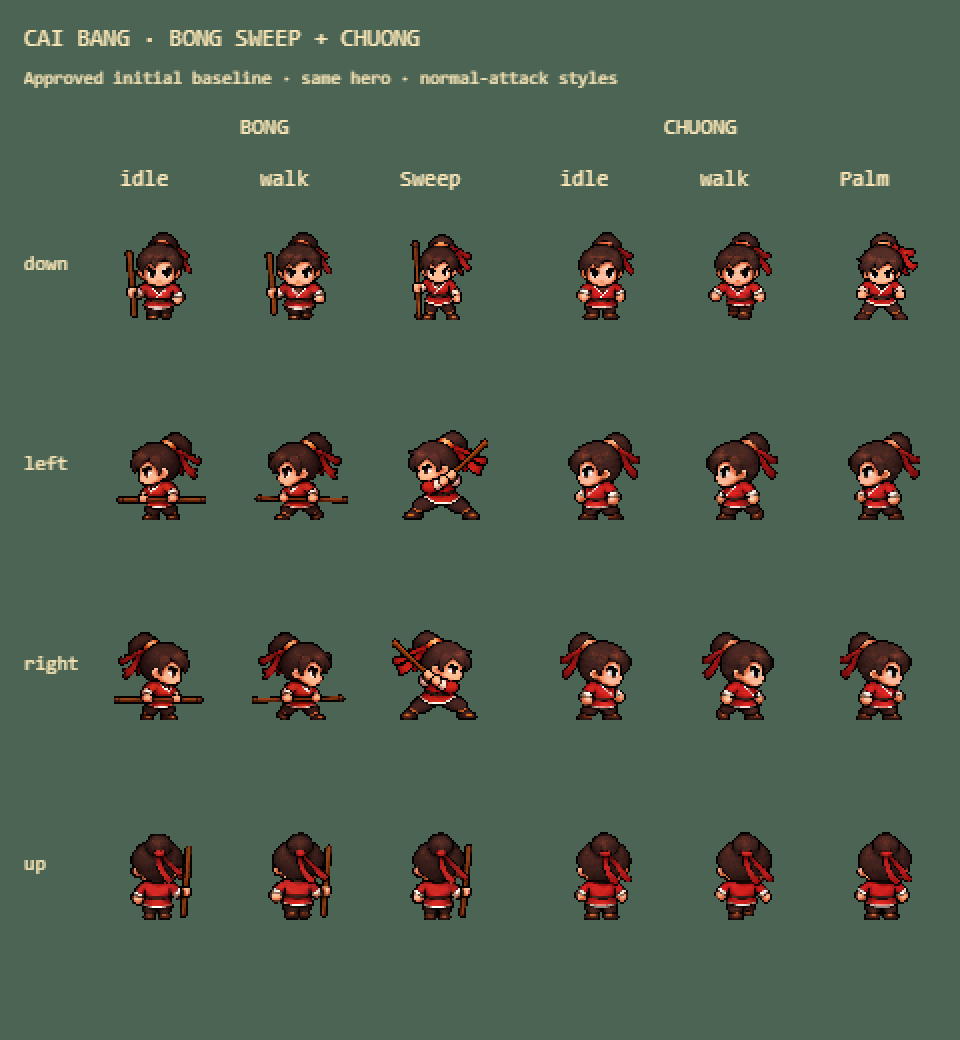 CAI BANG · BONG SWEEP + CHUONG
Approved initial baseline · same hero · normal-attack styles
BONG CHUONG
idle walk Sweep idle walk Palm
down
left
right
up